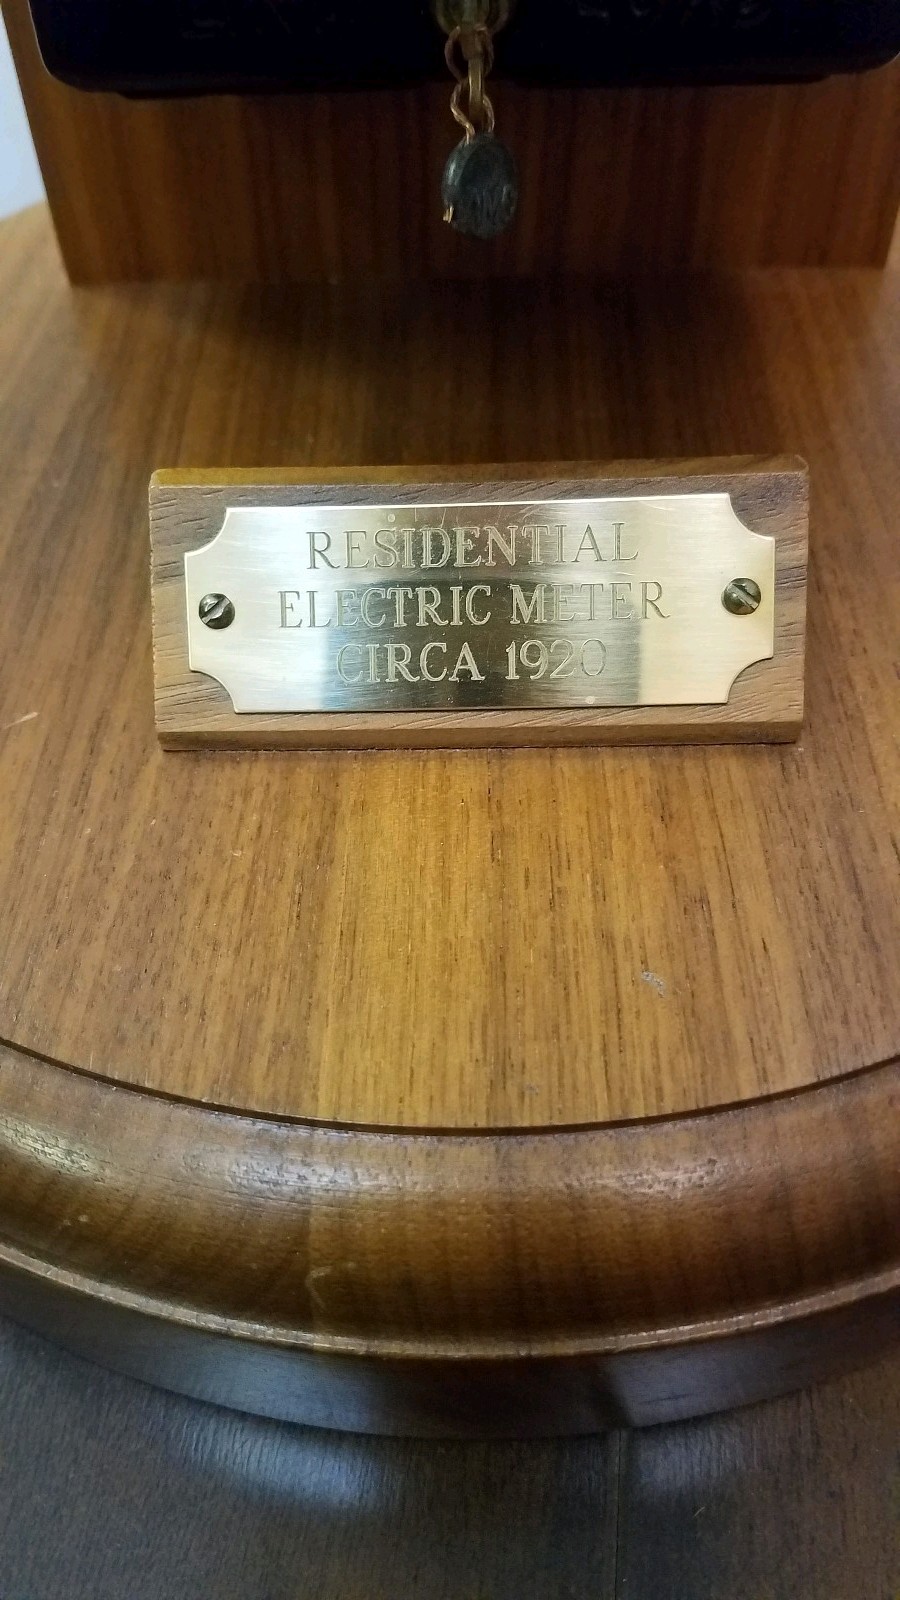 RESIDENTIAL
ELECTRIC METER
CIRCA 1920